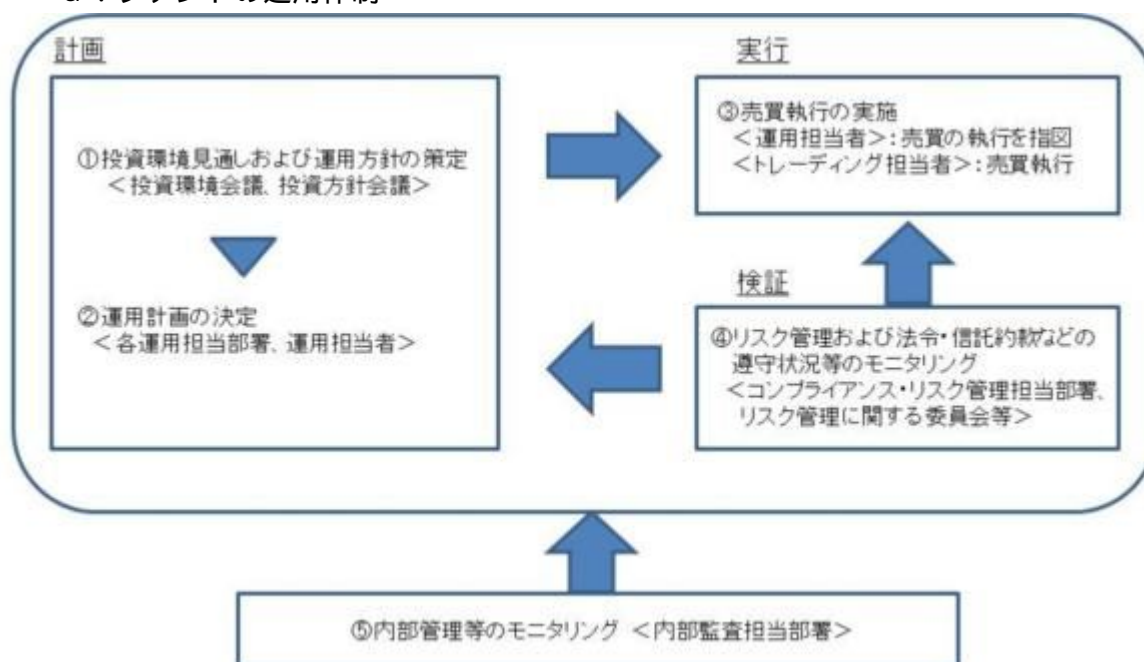 の運用体制
計画
①投資環境見通しおよび運用方針の策定
＜投資環境会議、投資方針会議＞
②運用計画の決定
＜各運用担当部署、運用担当者＞
実行
③売買執行の実施
＜運用担当者＞：売買の執行を指図
＜トレーディング担当者＞：売買執行
検証
④リスク管理および法令・信託約款などの
遵守状況等のモニタリング
＜コンプライアンス・リスク管理担当部署、
リスク管理に関する委員会等＞
⑤内部管理等のモニタリング ＜内部監査担当部署＞